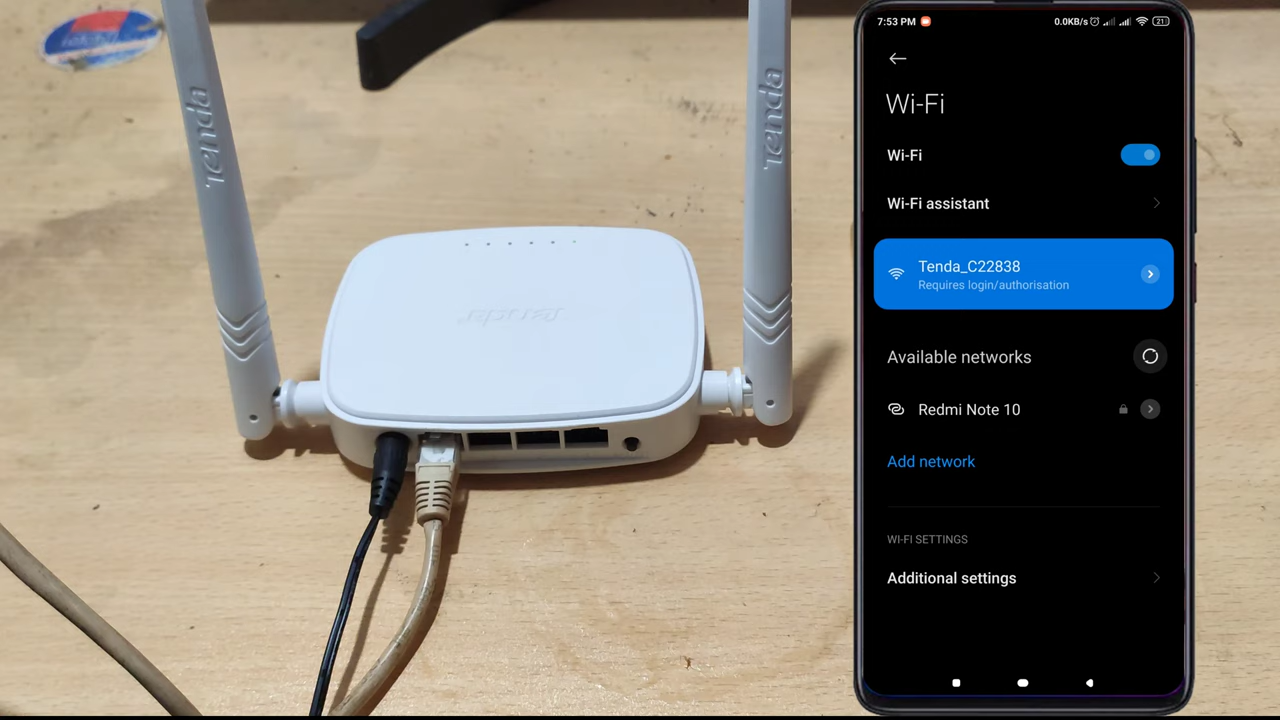 Tenda
Tenda
Tenda
7:53 PM
0.0KB/s
21
Wi-Fi
Wi-Fi
Wi-Fi assistant
Tenda_C22838
Requires login/authorisation
Available networks
Redmi Note 10
Add network
WI-FI SETTINGS
Additional settings